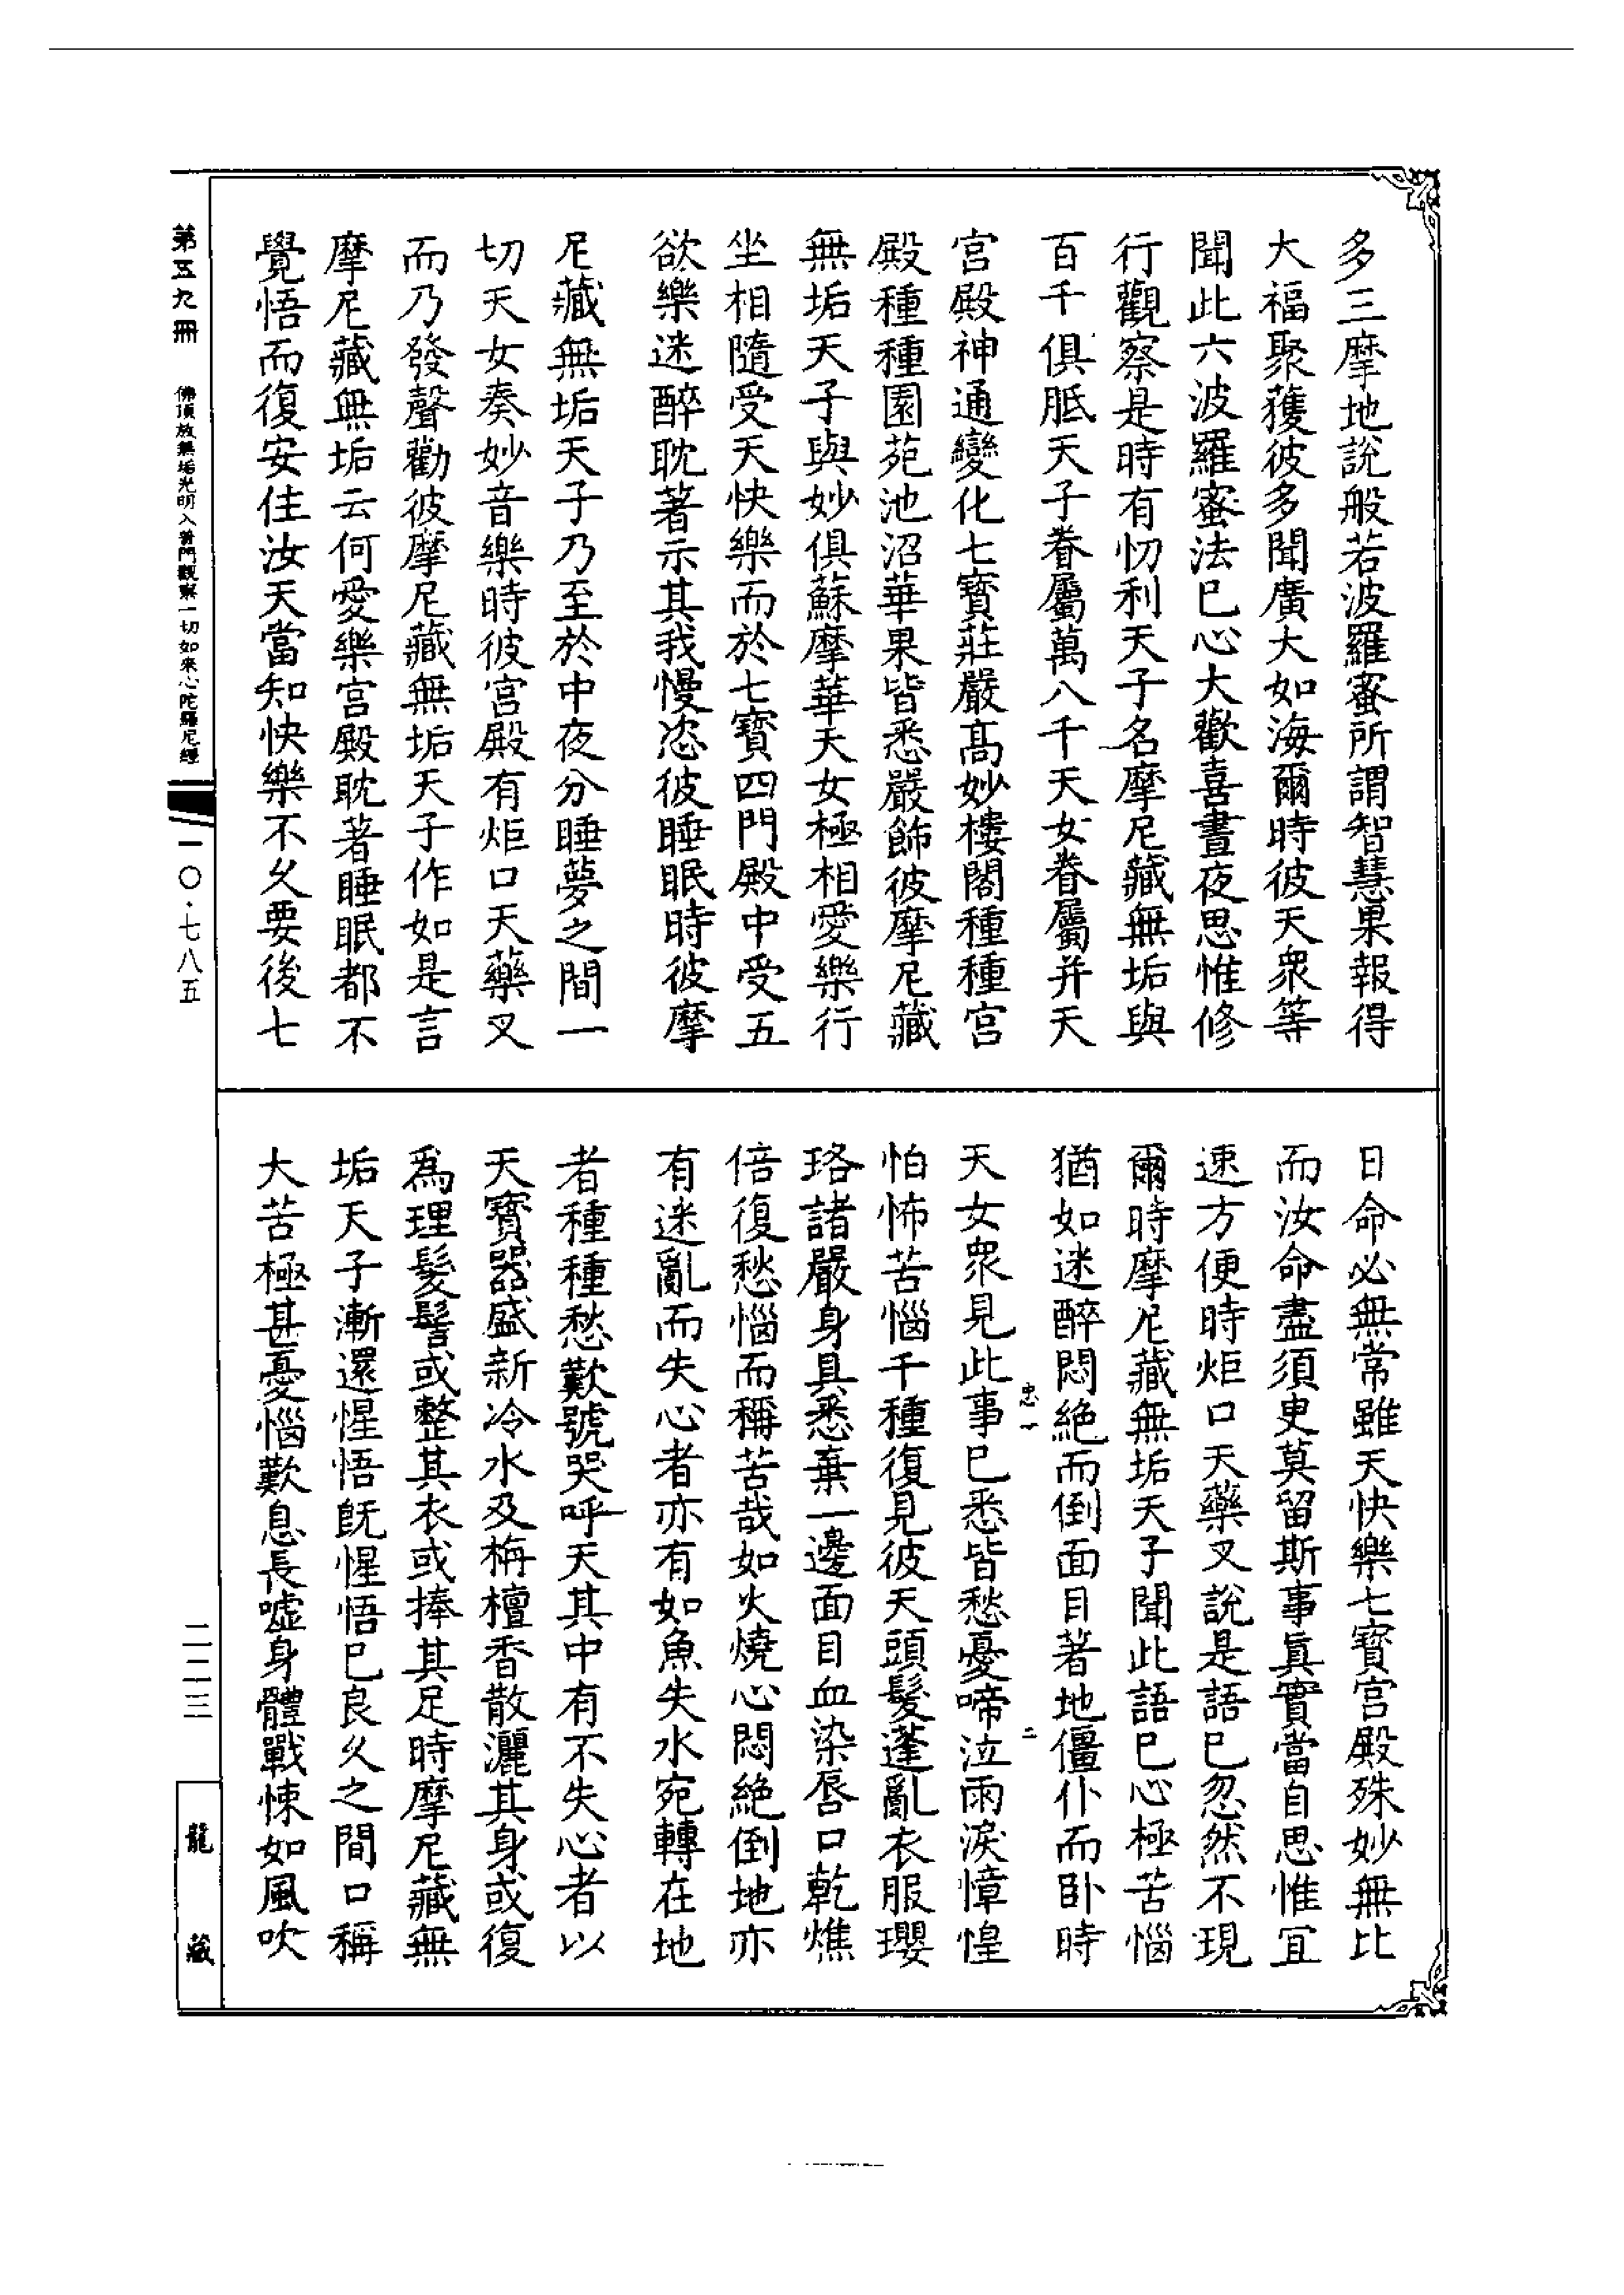 多三摩地說般若波羅蜜所謂智慧果報得
大福聚獲彼多聞廣大如海爾時彼天衆等
聞此六波羅蜜法已心大歡喜晝夜思惟修
行觀察是時有忉利天子名摩尼藏無垢與
百千俱胝天子眷屬萬八千天女眷屬并天
宮殿神通變化七寶莊嚴高妙樓閣種種宮
殿種種園苑池沼華果皆悉嚴飾彼摩尼藏
無垢天子與妙俱蘇摩華天女極相愛樂行
坐相隨受天快樂而於七寶四門殿中受五
欲樂迷醉耽著示其我慢恣彼睡眠時彼摩
尼藏無垢天子乃至於中夜分睡夢之間一
切天女奏妙音樂時彼宮殿有炬口天藥叉
而乃發聲勸彼摩尼藏無垢天子作如是言
摩尼藏無垢云何愛樂宮殿耽著睡眠都不
覺悟而復安住汝天當知快樂不久要後七
日命必無常雖天快樂七寶宮殿殊妙無比
而汝命盡須臾莫留斯事眞實當自思惟宜
速方便時炬口天藥叉說是語已忽然不現
爾時摩尼藏無垢天子聞此語已心極苦惱
猶如迷醉悶絶而倒面目著地僵仆而卧時
忠一 二
天女衆見此事已悉皆愁憂啼泣雨淚慞惶
怕怖苦惱千種復見彼天頭髮蓬亂衣服瓔
珞諸嚴身具悉棄一邊面目血染唇口乾燋
倍復愁惱而稱苦哉如火燒心悶絶倒地亦
有迷亂而失心者亦有如魚失水宛轉在地
者種種愁歎號哭呼天其中有不失心者以
天寶器盛新冷水及栴檀香散灑其身或復
爲理髮髻或整其衣或捧其足時摩尼藏無
垢天子漸還惺悟旣惺悟已良久之間口稱
大苦極甚憂惱歎息長噓身體戰悚如風吹
第五九冊 佛頂放無垢光明入普門觀察一切如來心陀羅尼經
一〇·七八五
二二三
龍藏